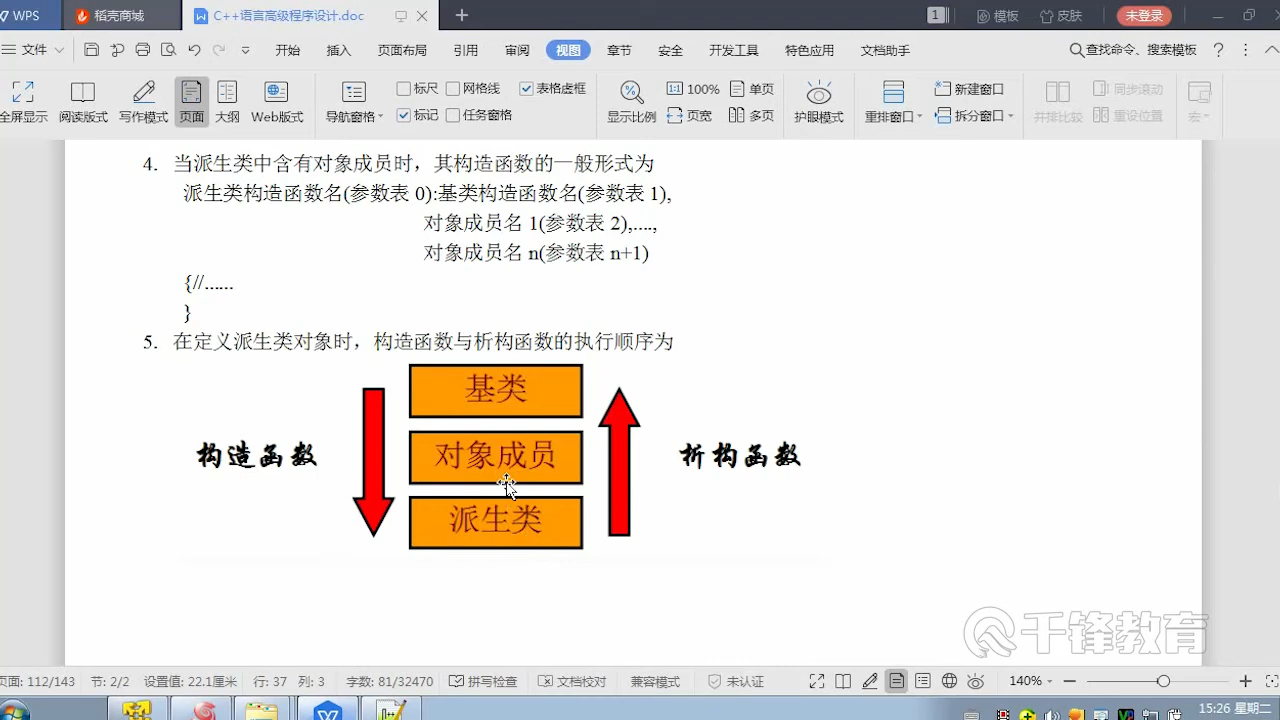 WPS 稻壳商城 C++语言高级程序设计.doc 1 模板 皮肤 未登录
文件 开始 插入 页面布局 引用 审阅 视图 章节 安全 开发工具 特色应用 文档助手 查找命令、搜索模板 ?
标尺 网格线 表格虚框 1:1 100% 单页 新建窗口 同步滚动
全屏显示 阅读版式 写作模式 页面 大纲 Web版式 导航窗格 标记 任务窗格 显示比例 页宽 多页 护眼模式 重排窗口 拆分窗口 并排比较 重设位置
4. 当派生类中含有对象成员时，其构造函数的一般形式为
派生类构造函数名(参数表 0):基类构造函数名(参数表 1),
对象成员名 1(参数表 2),....,
对象成员名 n(参数表 n+1)
{//......
}
5. 在定义派生类对象时，构造函数与析构函数的执行顺序为
基类
构造函数 对象成员 析构函数
派生类
千锋教育
页面: 112/143 节: 2/2 设置值: 22.1厘米 行: 37 列: 3 字数: 81/32470 拼写检查 文档校对 兼容模式 未认证 140%
15:26 星期二